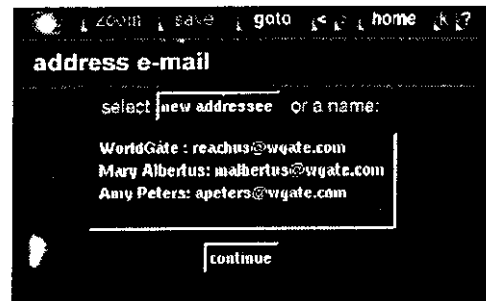 zoom save goto < > home k ?
address e-mail
select new addressee or a name:
WorldGate : reachus@wgate.com
Mary Albertus: malbertus@wgate.com
Amy Peters: apeters@wgate.com
continue